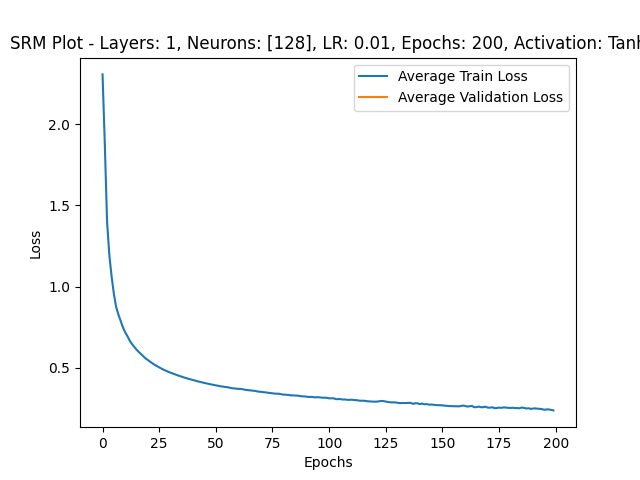 SRM Plot - Layers: 1, Neurons: [128], LR: 0.01, Epochs: 200, Activation: Tanh
Average Train Loss
Average Validation Loss
2.0
1.5
1.0
0.5
Loss
0 25 50 75 100 125 150 175 200
Epochs